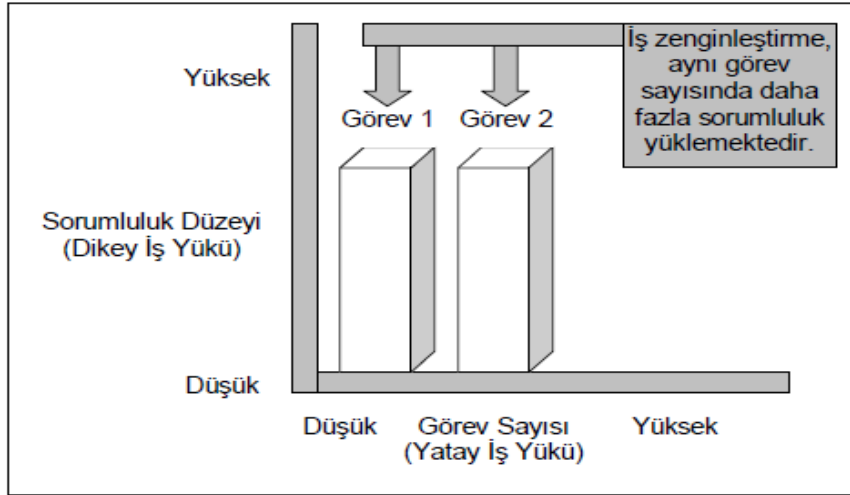 İş zenginleştirme,
aynı görev
sayısında daha
fazla sorumluluk
yüklemektedir.
Yüksek
Görev 1
Görev 2
Sorumluluk Düzeyi
(Dikey İş Yükü)
Düşük
Düşük
Görev Sayısı
(Yatay İş Yükü)
Yüksek